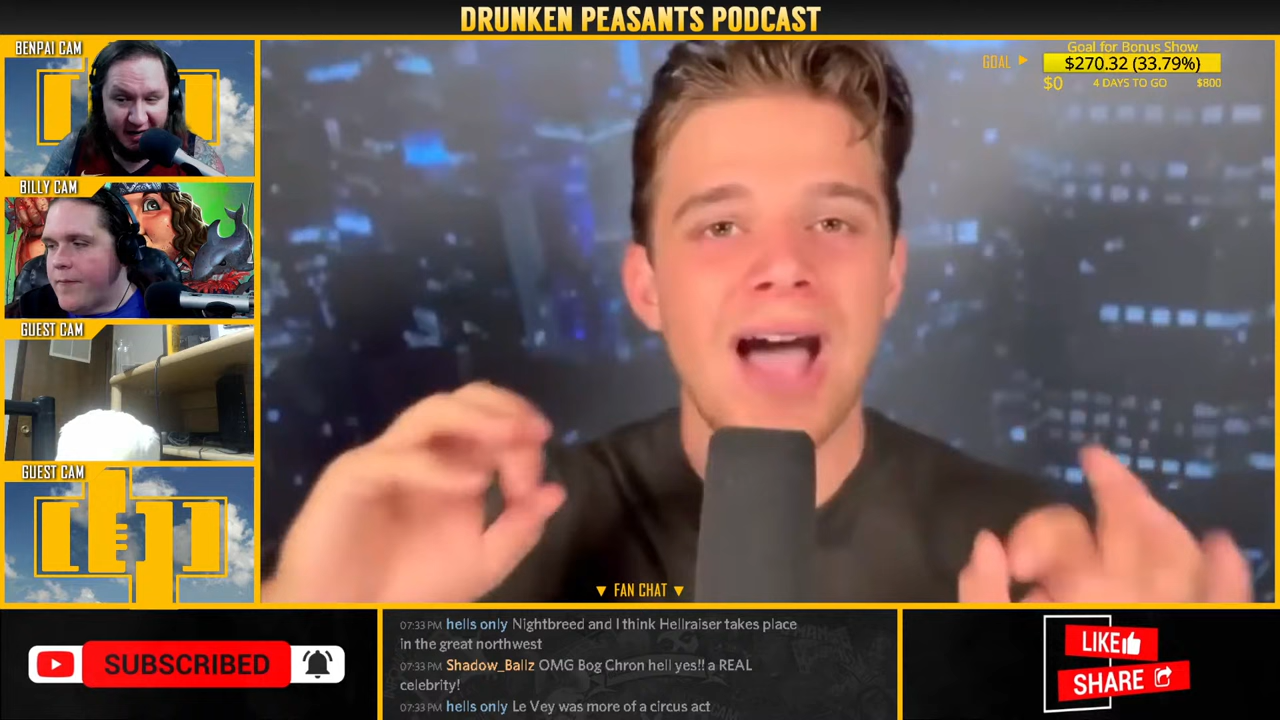 DRUNKEN PEASANTS PODCAST
BENPAI CAM
BILLY CAM
GUEST CAM
GUEST CAM
GOAL ▶
Goal for Bonus Show
$270.32 (33.79%)
$0 4 DAYS TO GO $800
▼ FAN CHAT ▼
07:33 PM hells only Nightbreed and I think Hellraiser takes place
in the great northwest
07:33 PM Shadow_Ballz OMG Bog Chron hell yes!! a REAL
celebrity!
07:33 PM hells only Le Vey was more of a circus act
SUBSCRIBED
LIKE
SHARE